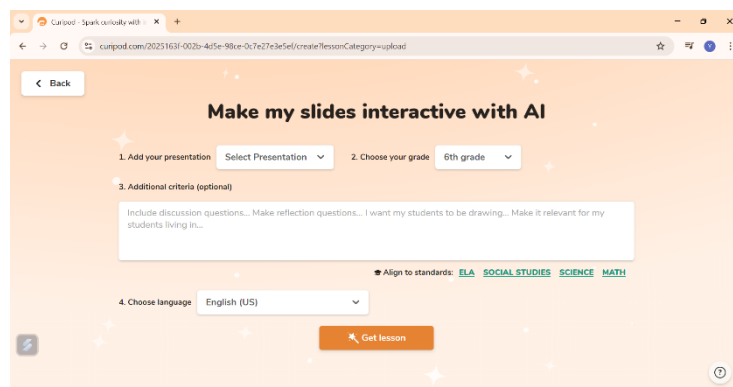 Curipod - Spark curiosity with
curipod.com/2025163f-002b-4d5e-98ce-0c7e27e3e5ef/create?lessonCategory=upload
Back
Make my slides interactive with AI
1. Add your presentation Select Presentation 2. Choose your grade 6th grade
3. Additional criteria (optional)
Include discussion questions... Make reflection questions... I want my students to be drawing... Make it relevant for my
students living in...
Align to standards: ELA SOCIAL STUDIES SCIENCE MATH
4. Choose language English (US)
Get lesson